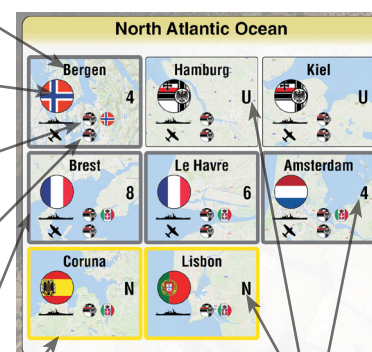 North Atlantic Ocean
Bergen Hamburg Kiel
4 U U
Brest Le Havre Amsterdam
8 6 4
Coruna Lisbon
N N